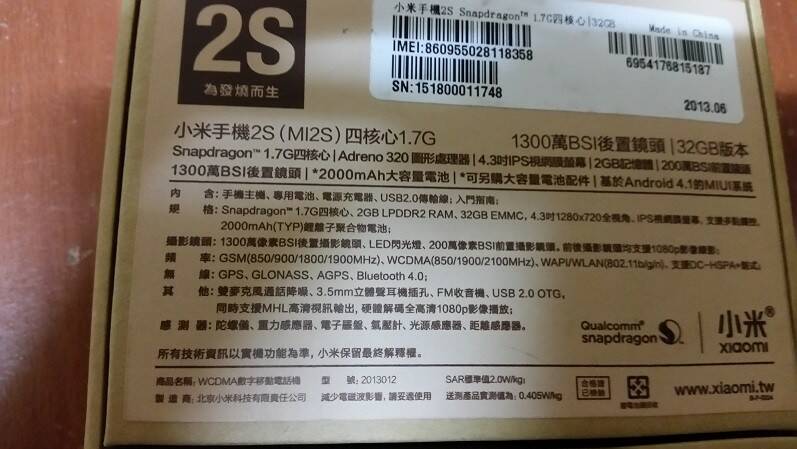 2S
為發燒而生
小米手機2S Snapdragon™ 1.7G四核心|32GB
Made in China
IMEI:860955028118358
6954176815187
SN:151800011748
2013.06
小米手機2S(MI2S)四核心1.7G
1300萬BSI後置鏡頭|32GB版本
Snapdragon™ 1.7G四核心|Adreno 320 圖形處理器|4.3吋IPS視網膜螢幕|2GB記憶體|200萬BSI前置鏡頭
1300萬BSI後置鏡頭|*2000mAh大容量電池|*可另購大容量電池配件|基於Android 4.1的MIUI系統
內 含:手機主機、專用電池、電源充電器、USB2.0傳輸線;入門指南;
規 格:Snapdragon™ 1.7G四核心、2GB LPDDR2 RAM、32GB EMMC,4.3吋1280x720全視角、IPS視網膜螢幕,支援多點觸控,
2000mAh(TYP)鋰離子聚合物電池;
攝影鏡頭:1300萬像素BSI後置攝影鏡頭、LED閃光燈、200萬像素BSI前置攝影鏡頭。前後攝影鏡頭均支援1080p影像錄影;
頻 率:GSM(850/900/1800/1900MHz)、WCDMA(850/1900/2100MHz)、WAPI/WLAN(802.11b/g/n)、支援DC-HSPA+制式;
無 線:GPS、GLONASS、AGPS、Bluetooth 4.0;
其 他:雙麥克風通話降噪、3.5mm立體聲耳機插孔、FM收音機、USB 2.0 OTG,
同時支援MHL高清視訊輸出,硬體解碼全高清1080p影像播放;
感 測 器:陀螺儀、重力感應器、電子羅盤、氣壓計、光源感應器、距離感應器。
Qualcomm®
snapdragon
小米®
xiaomi
所有技術資訊以實機功能為準,小米保留最終解釋權。
商品名稱:WCDMA數字移動電話機 型 號:2013012 SAR標準值2.0W/kg;
製 造 商:北京小米科技有限責任公司 減少電磁波影響,請妥適使用 送測產品實測值為:0.405W/kg
合格證
已檢驗
廢電池請回收
www.xiaomi.tw